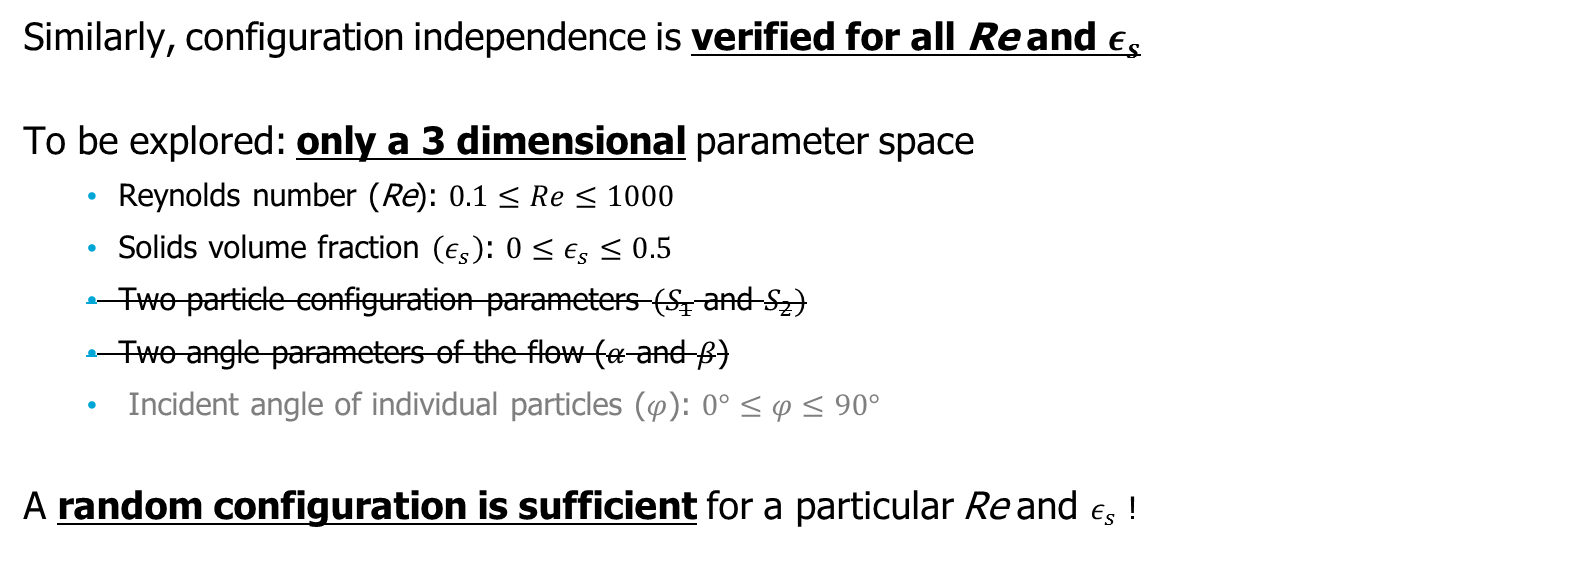 Similarly, configuration independence is verified for all Re and ϵₛ
To be explored: only a 3 dimensional parameter space
• Reynolds number (Re): 0.1 ≤ Re ≤ 1000
• Solids volume fraction (ϵₛ): 0 ≤ ϵₛ ≤ 0.5
• Two particle configuration parameters (S₁ and S₂)
• Two angle parameters of the flow (α and β)
• Incident angle of individual particles (φ): 0° ≤ φ ≤ 90°
A random configuration is sufficient for a particular Re and ϵₛ !